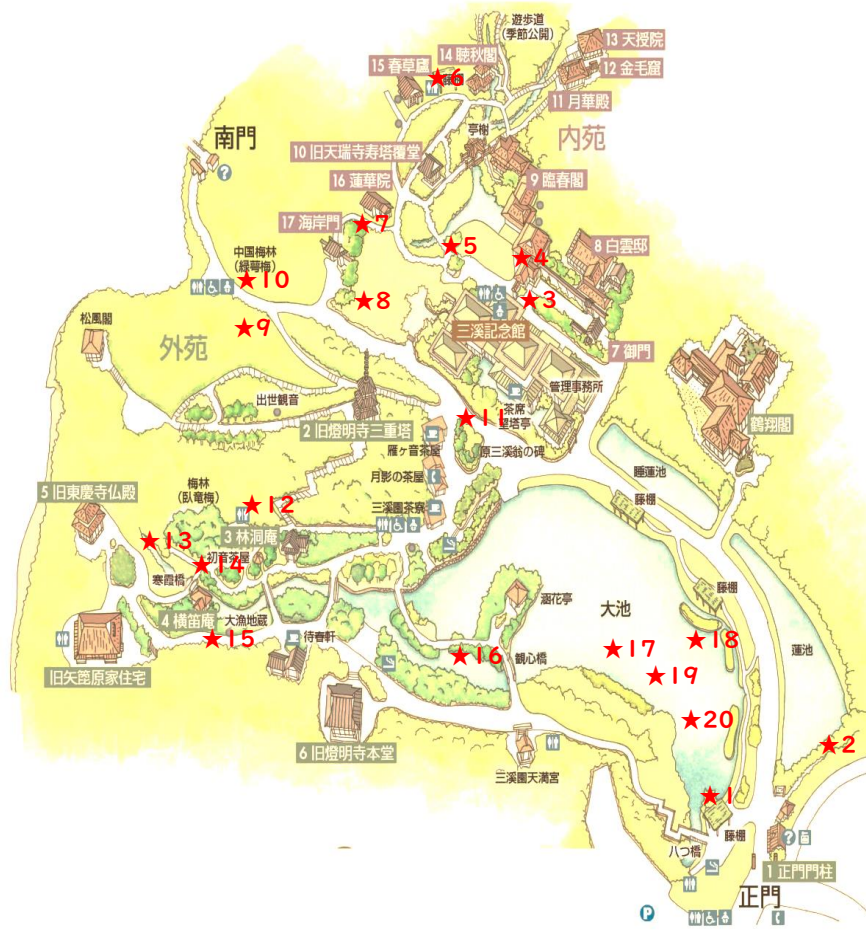 遊歩道
(季節公開)
14 聴秋閣
13 天授院
15 春草廬
★6
12 金毛窟
11 月華殿
南門
亭榭
内苑
?
10 旧天瑞寺寿塔覆堂
16 蓮華院
9 臨春閣
17 海岸門
★7
★5
★4
8 白雲邸
中国梅林
(緑萼梅)
★10
★8
★3
★9
三溪記念館
松風閣
外苑
7 御門
管理事務所
出世観音
茶席
望塔亭
2 旧燈明寺三重塔
★11
鶴翔閣
雁ヶ音茶屋
原三溪翁の碑
月影の茶屋
睡蓮池
梅林
(臥竜梅)
5 旧東慶寺仏殿
★12
三溪園茶寮
藤棚
3 林洞庵
★13
初音茶屋
★14
寒霞橋
藤棚
涵花亭
大池
4 横笛庵
大漁地蔵
待春軒
★15
★18
★17
観心橋
★16
蓮池
旧矢箆原家住宅
★19
★20
★2
6 旧燈明寺本堂
三溪園天満宮
★1
藤棚
?
八つ橋
1 正門門柱
正門
P